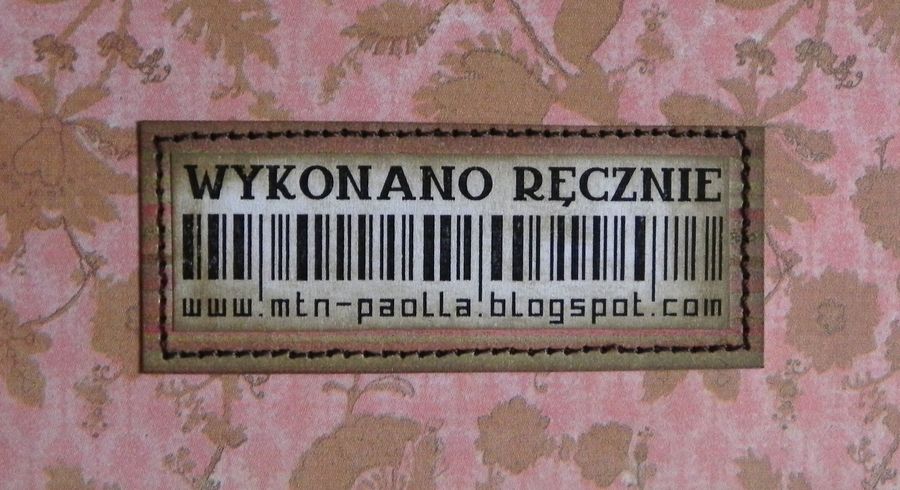 WYKONANO RĘCZNIE
www.mtn-paolla.blogspot.com